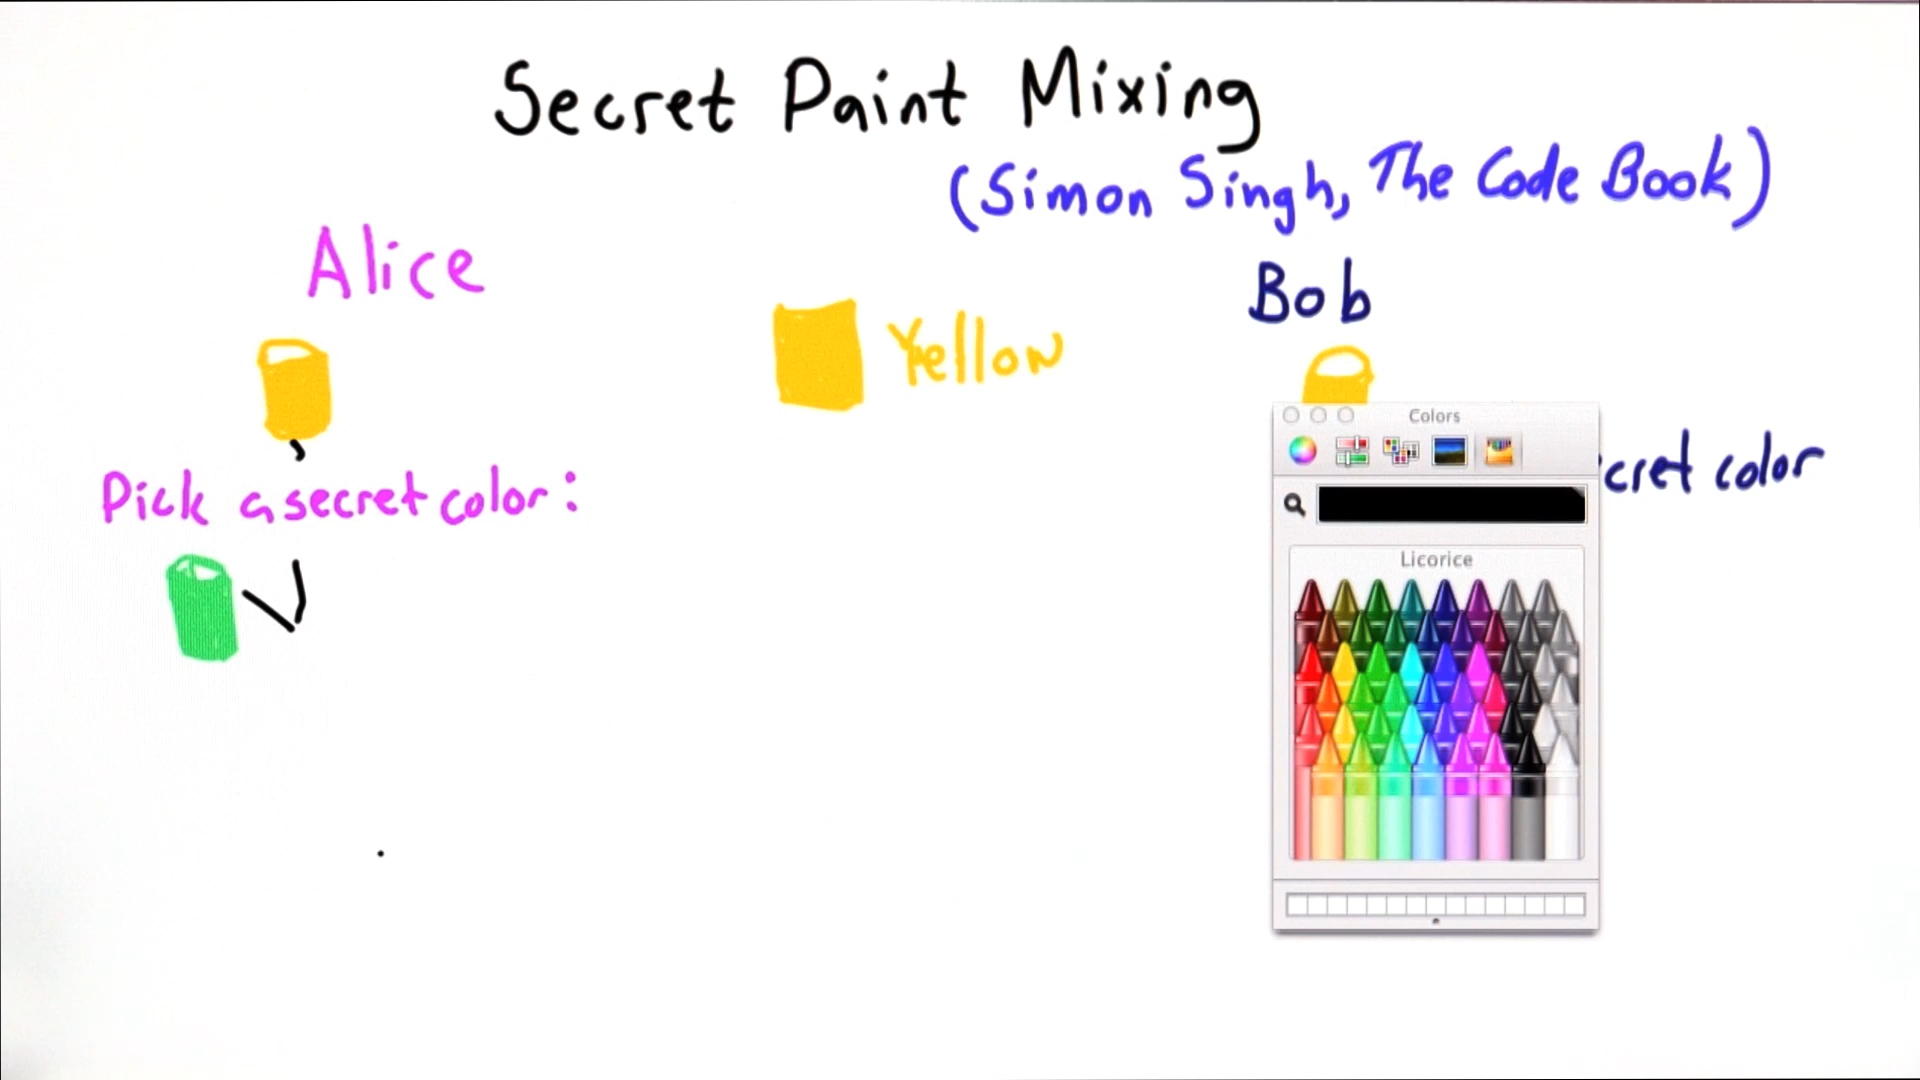 Secret Paint Mixing
(Simon Singh, The Code Book)
Alice
Bob
Yellow
Colors
Pick a secret color:
cret color
Licorice